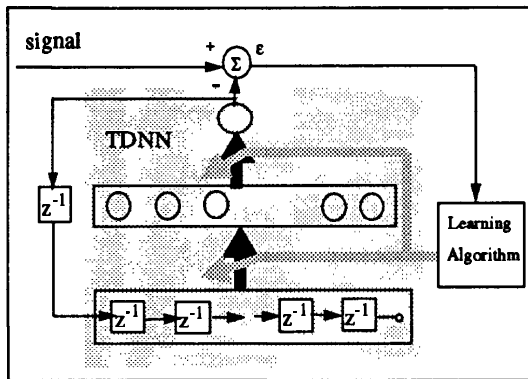 signal
+
ε
Σ
-
TDNN
z⁻¹
Learning
Algorithm
z⁻¹ z⁻¹ z⁻¹ z⁻¹